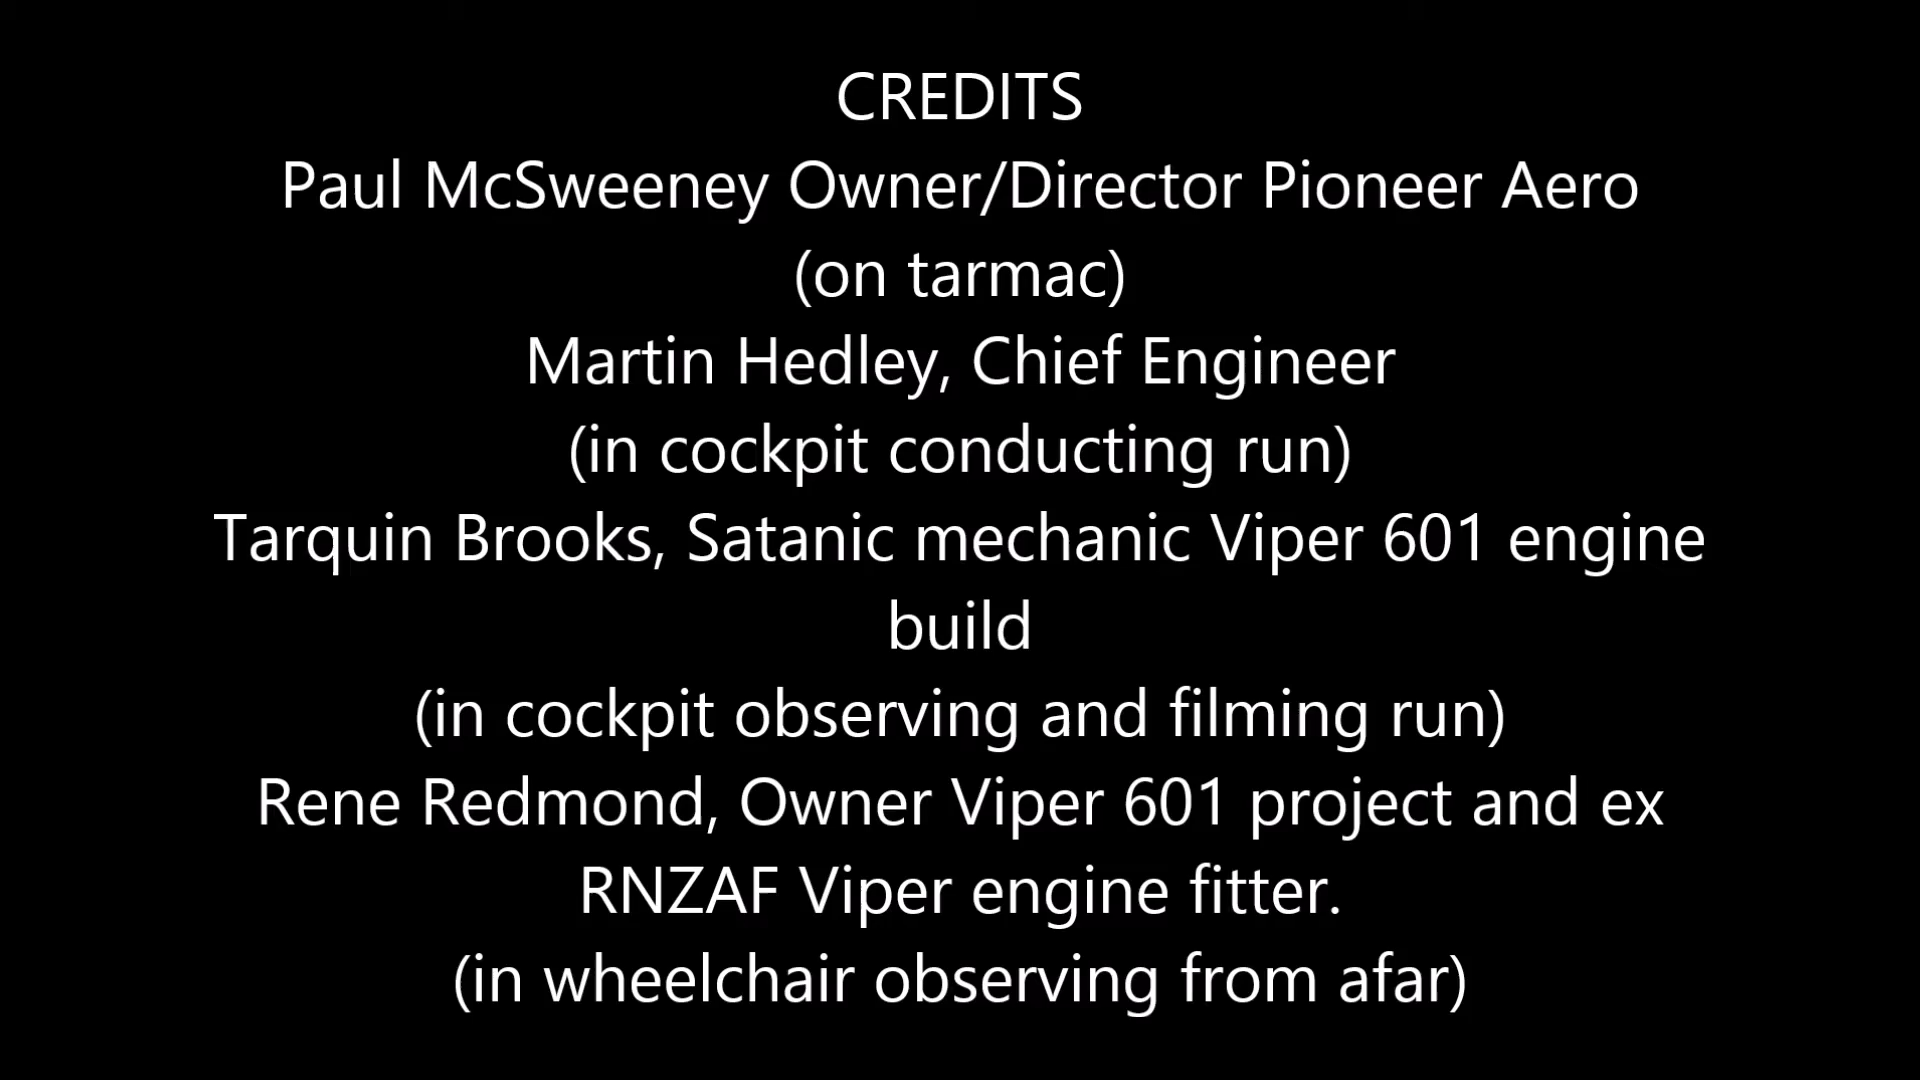 CREDITS
Paul McSweeney Owner/Director Pioneer Aero
(on tarmac)
Martin Hedley, Chief Engineer
(in cockpit conducting run)
Tarquin Brooks, Satanic mechanic Viper 601 engine
build
(in cockpit observing and filming run)
Rene Redmond, Owner Viper 601 project and ex
RNZAF Viper engine fitter.
(in wheelchair observing from afar)